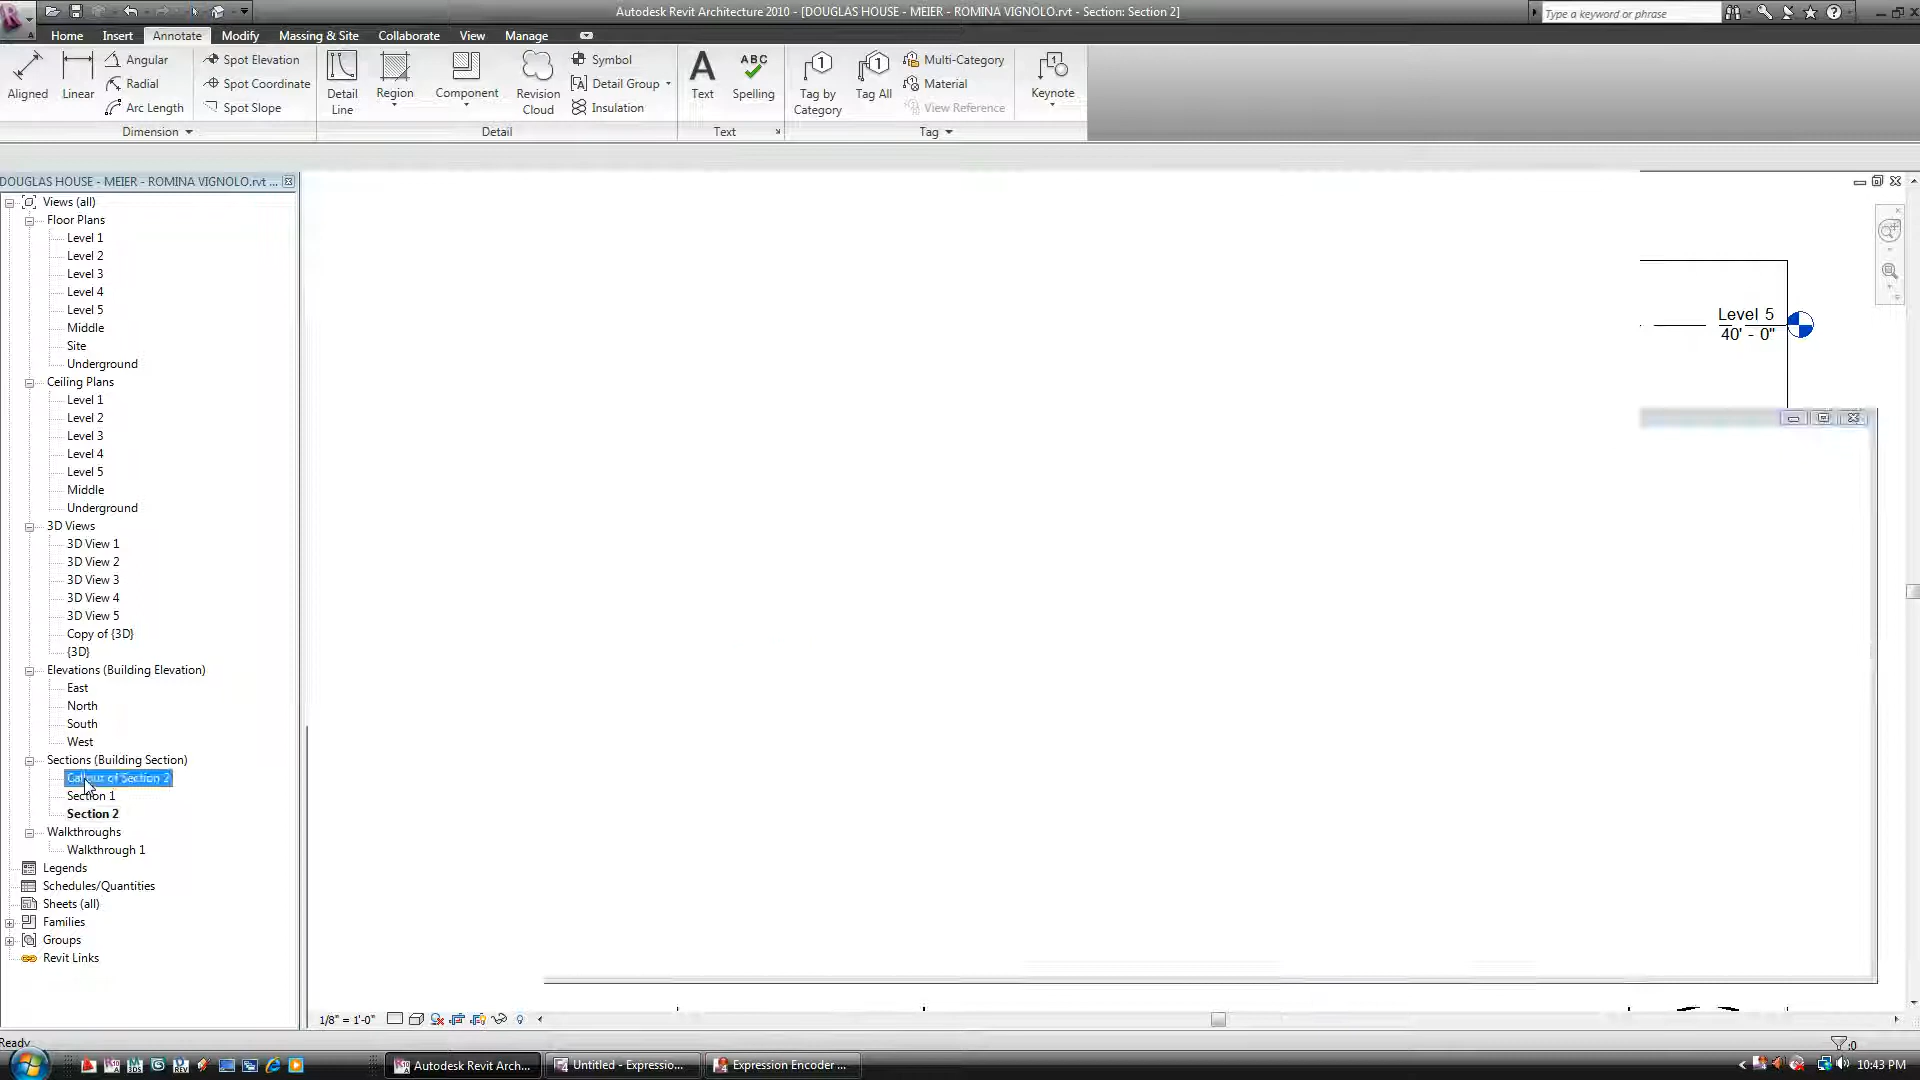 Autodesk Revit Architecture 2010 - [DOUGLAS HOUSE - MEIER - ROMINA VIGNOLO.rvt - Section: Section 2]
Type a keyword or phrase
Home Insert Annotate Modify Massing & Site Collaborate View Manage
Aligned Linear Angular Radial Arc Length Spot Elevation Spot Coordinate Spot Slope
Detail Line Region Component Revision Cloud Symbol Detail Group Insulation
Text ABC Spelling Tag by Category Tag All Multi-Category Material View Reference Keynote
Dimension Detail Text Tag
DOUGLAS HOUSE - MEIER - ROMINA VIGNOLO.rvt ...
Views (all)
Floor Plans
Level 1
Level 2
Level 3
Level 4
Level 5
Middle
Site
Underground
Ceiling Plans
Level 1
Level 2
Level 3
Level 4
Level 5
Middle
Underground
3D Views
3D View 1
3D View 2
3D View 3
3D View 4
3D View 5
Copy of {3D}
{3D}
Elevations (Building Elevation)
East
North
South
West
Sections (Building Section)
Callout of Section 2
Section 1
Section 2
Walkthroughs
Walkthrough 1
Legends
Schedules/Quantities
Sheets (all)
Families
Groups
Revit Links
Level 5
40' - 0"
1/8" = 1'-0"
Ready
:0
Autodesk Revit Arch... Untitled - Expressio... Expression Encoder ... 10:43 PM